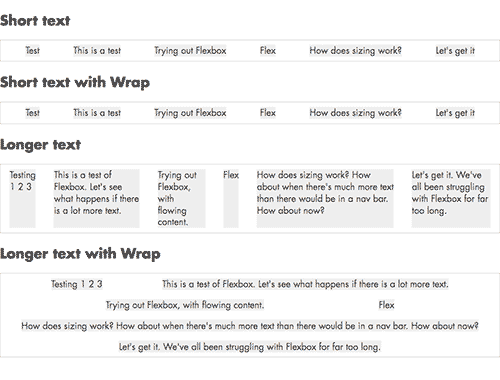 Short text
Test This is a test Trying out Flexbox Flex How does sizing work? Let's get it
Short text with Wrap
Test This is a test Trying out Flexbox Flex How does sizing work? Let's get it
Longer text
Testing
1 2 3
This is a test of
Flexbox. Let's see
what happens if there
is a lot more text.
Trying out
Flexbox,
with
flowing
content.
Flex
How does sizing work? How
about when there's much more text
than there would be in a nav bar.
How about now?
Let's get it. We've
all been struggling
with Flexbox for far
too long.
Longer text with Wrap
Testing 1 2 3 This is a test of Flexbox. Let's see what happens if there is a lot more text.
Trying out Flexbox, with flowing content. Flex
How does sizing work? How about when there's much more text than there would be in a nav bar. How about now?
Let's get it. We've all been struggling with Flexbox for far too long.